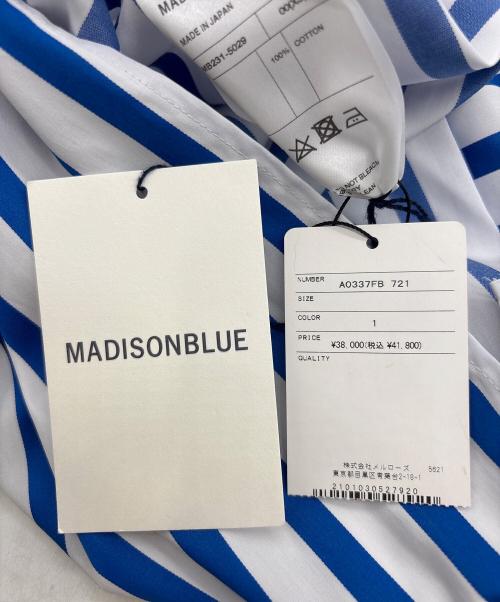 MADE IN JAPAN
MB231-5029
100% COTTON
NOT BLEACH
MADISONBLUE
NUMBER A0337FB 721
SIZE
COLOR 1
PRICE ¥38,000(税込 ¥41,800)
QUALITY
株式会社メルローズ 5621
東京都目黒区青葉台2-18-1
2101030527920